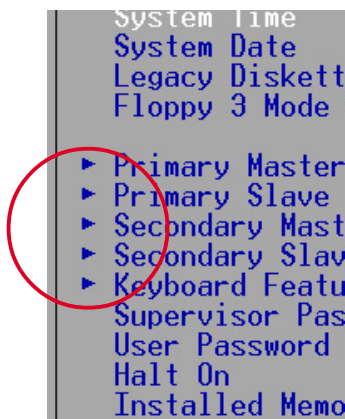 System Time
System Date
Legacy Diskett
Floppy 3 Mode
Primary Master
Primary Slave
Secondary Mast
Secondary Slav
Keyboard Featu
Supervisor Pas
User Password
Halt On
Installed Memo